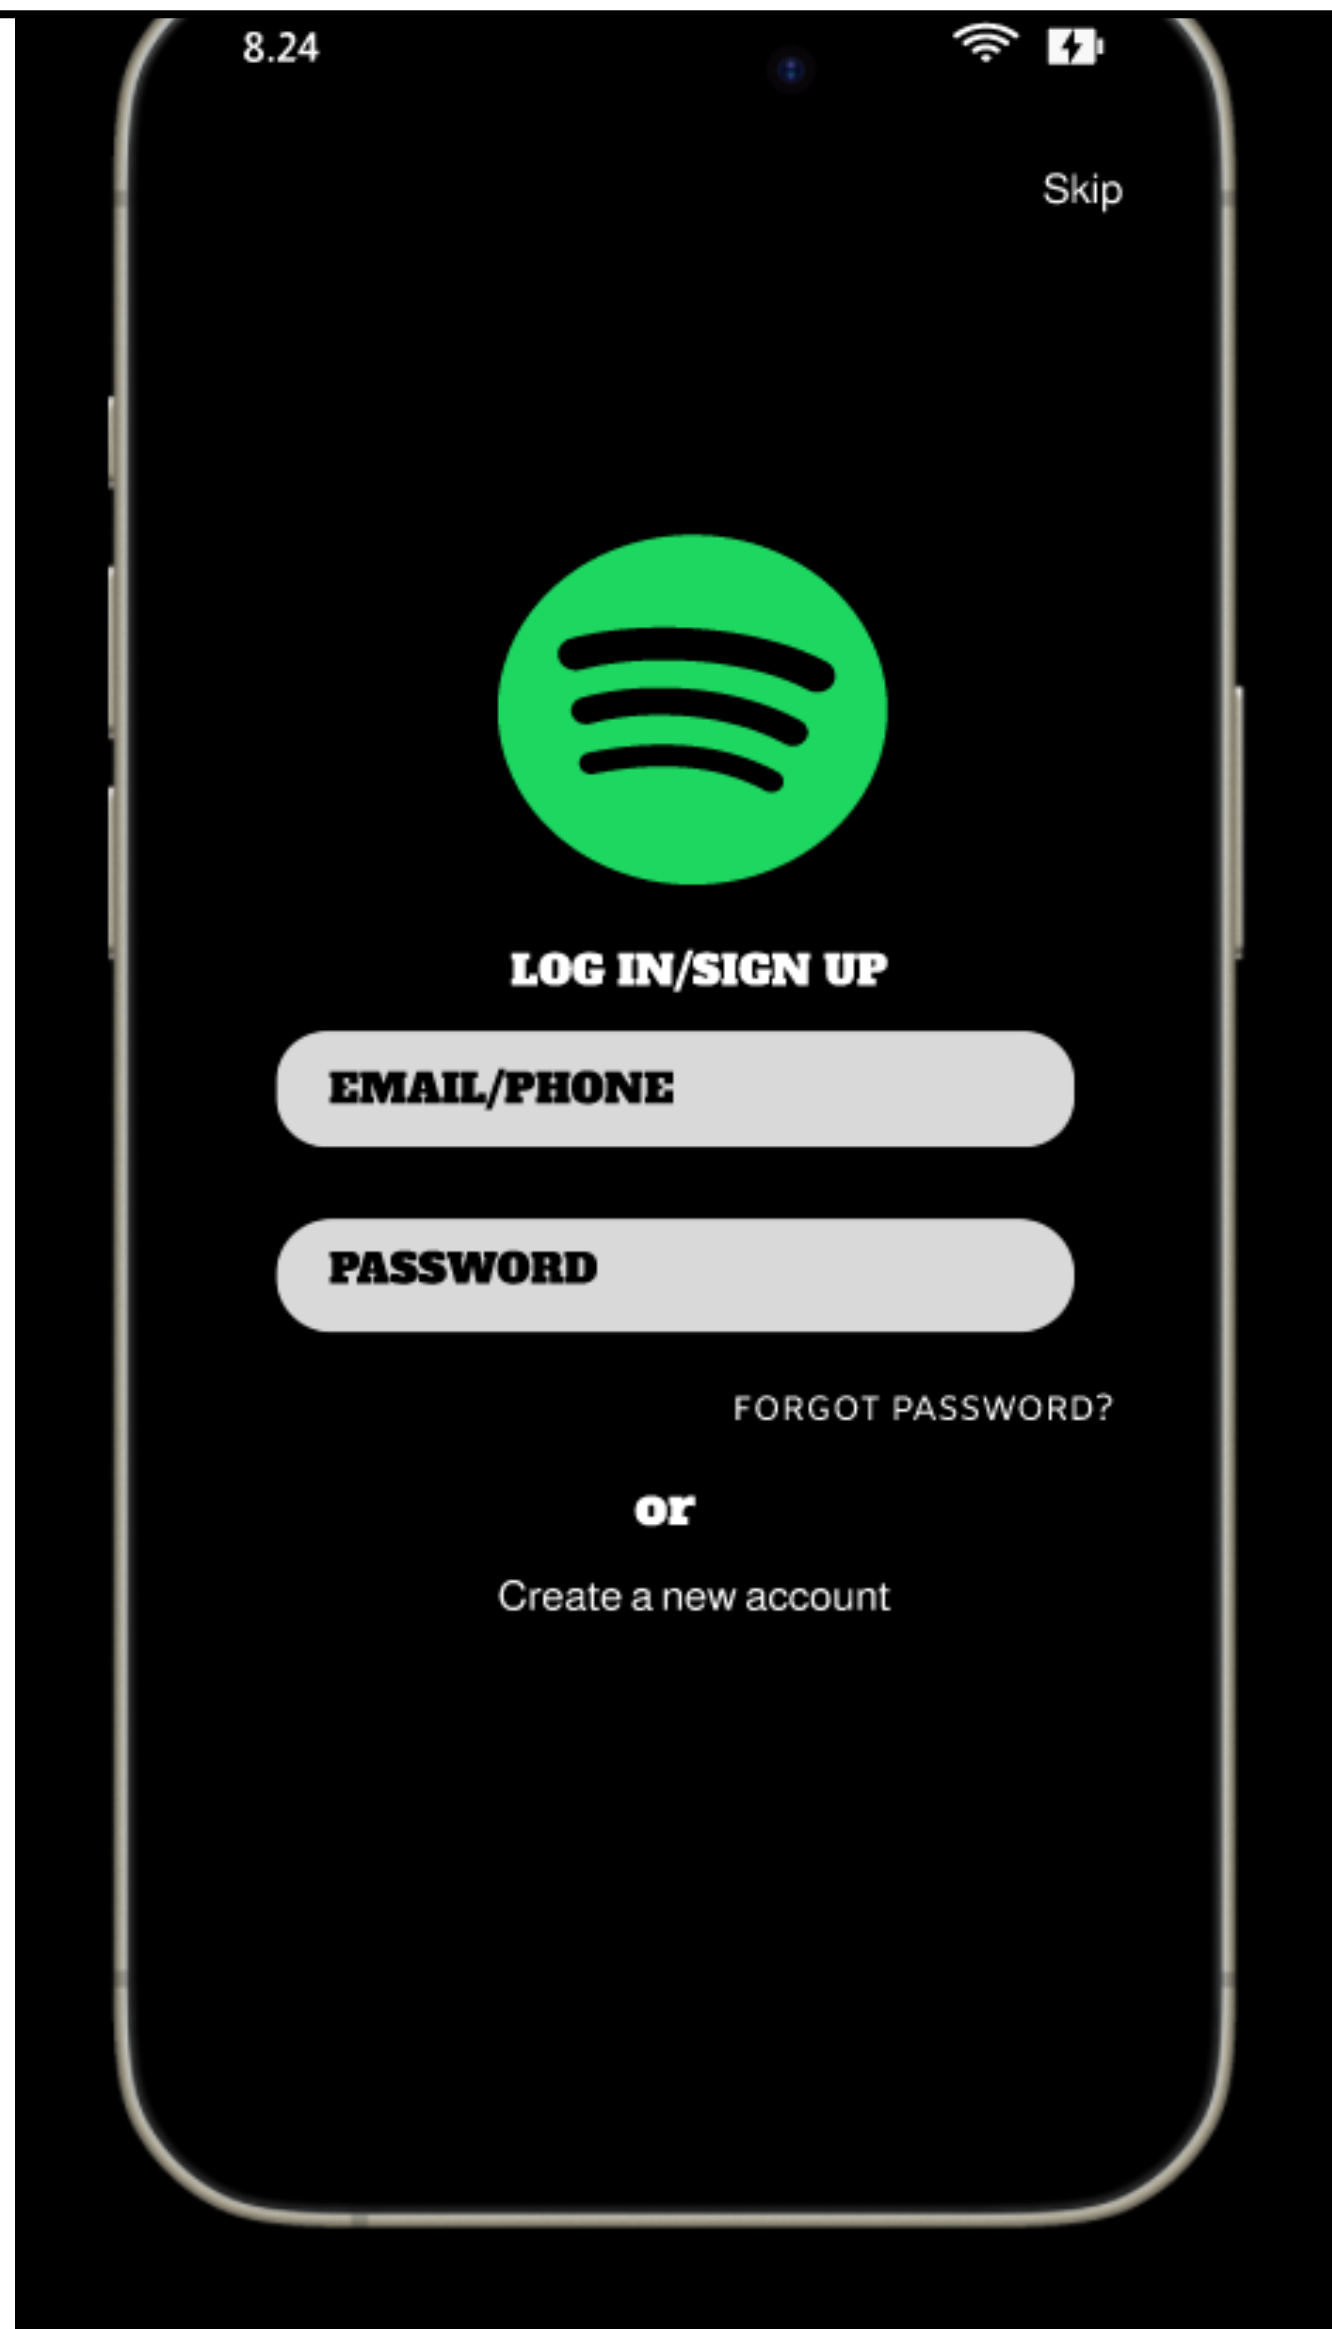 8.24
Skip
LOG IN/SIGN UP
EMAIL/PHONE
PASSWORD
FORGOT PASSWORD?
or
Create a new account